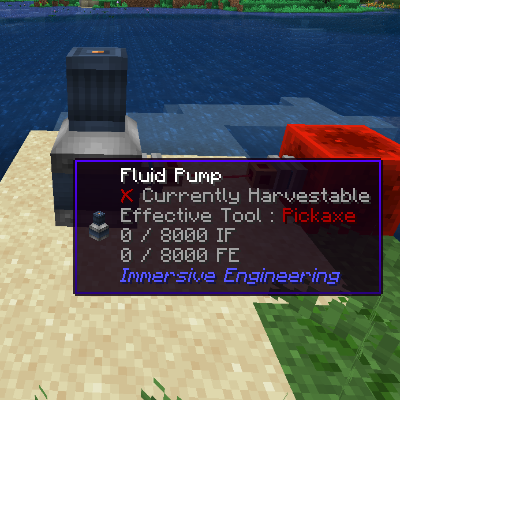 Fluid Pump
✕ Currently Harvestable
Effective Tool : Pickaxe
0 / 8000 IF
0 / 8000 FE
Immersive Engineering